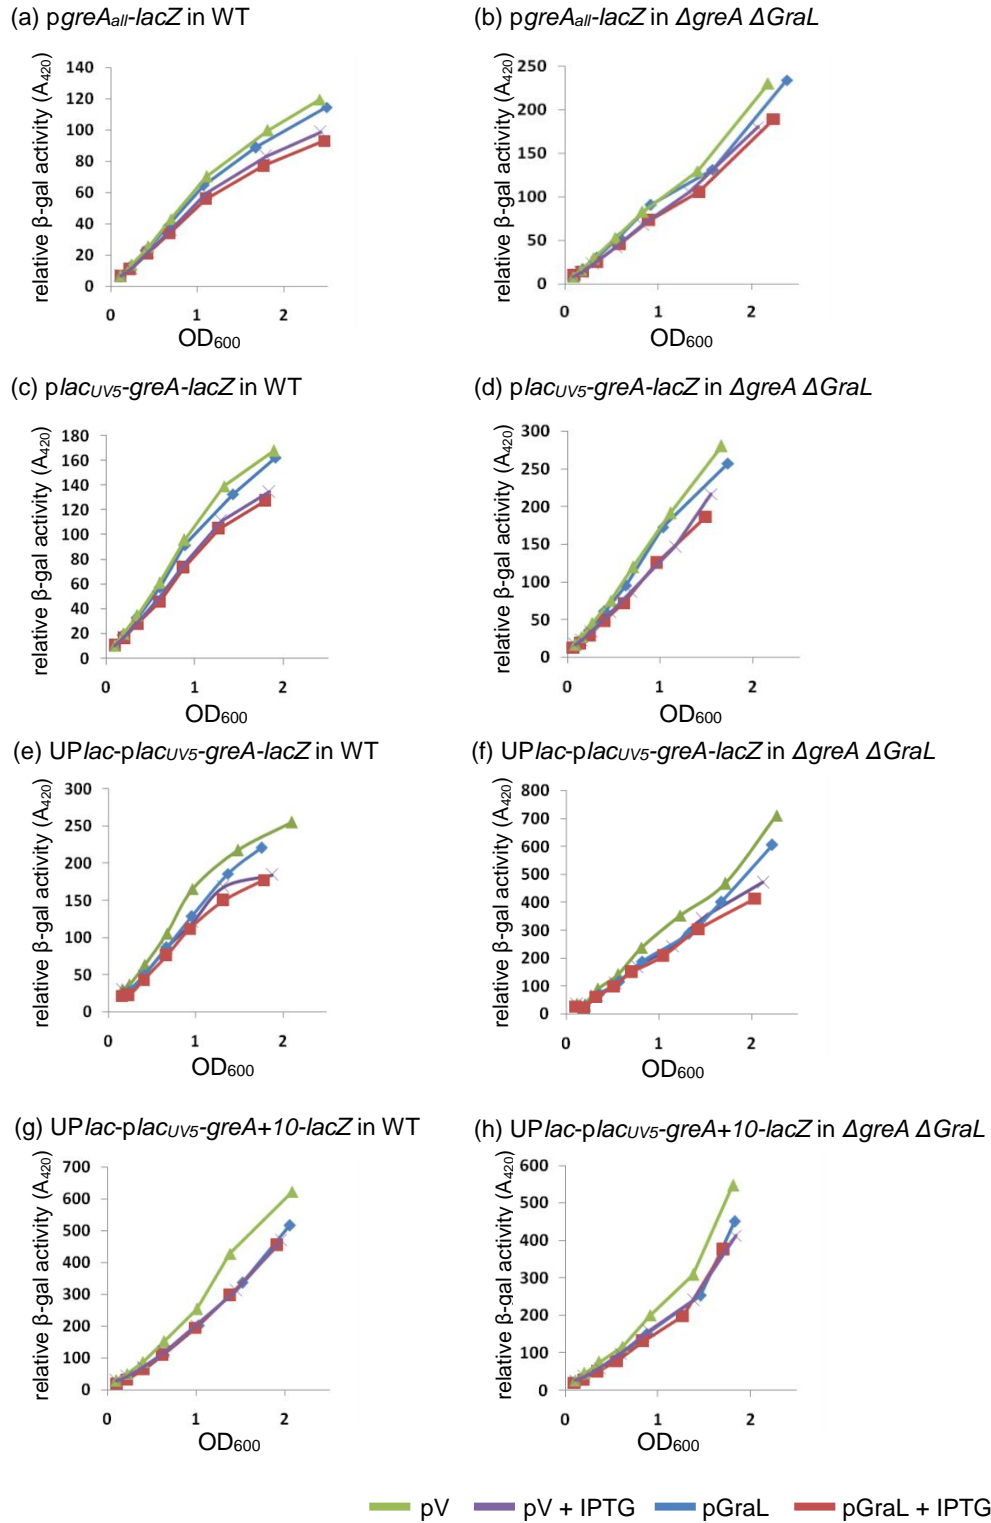 (a) pgreAall-lacZ in WT
(b) pgreAall-lacZ in ΔgreA ΔGraL
relative β-gal activity (A420)
140
120
100
80
60
40
20
0
0 1 2
OD600
relative β-gal activity (A420)
250
200
150
100
50
0
0 1 2
OD600
(c) placUV5-greA-lacZ in WT
(d) placUV5-greA-lacZ in ΔgreA ΔGraL
relative β-gal activity (A420)
180
160
140
120
100
80
60
40
20
0
0 1 2
OD600
relative β-gal activity (A420)
300
250
200
150
100
50
0
0 1 2
OD600
(e) UPlac-placUV5-greA-lacZ in WT
(f) UPlac-placUV5-greA-lacZ in ΔgreA ΔGraL
relative β-gal activity (A420)
300
250
200
150
100
50
0
0 1 2
OD600
relative β-gal activity (A420)
800
700
600
500
400
300
200
100
0
0 1 2
OD600
(g) UPlac-placUV5-greA+10-lacZ in WT
(h) UPlac-placUV5-greA+10-lacZ in ΔgreA ΔGraL
relative β-gal activity (A420)
700
600
500
400
300
200
100
0
0 1 2
OD600
relative β-gal activity (A420)
600
500
400
300
200
100
0
0 1 2
OD600
pV pV + IPTG pGraL pGraL + IPTG